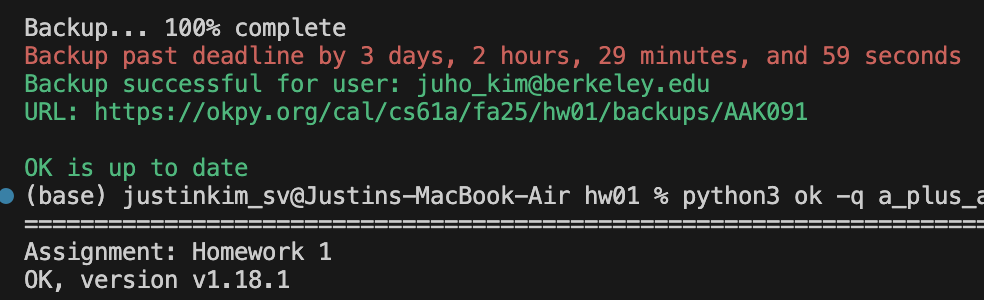 Backup... 100% complete
Backup past deadline by 3 days, 2 hours, 29 minutes, and 59 seconds
Backup successful for user: juho_kim@berkeley.edu
URL: https://okpy.org/cal/cs61a/fa25/hw01/backups/AAK091
OK is up to date
(base) justinkim_sv@Justins-MacBook-Air hw01 % python3 ok -q a_plus_a
=====================================================================
Assignment: Homework 1
OK, version v1.18.1